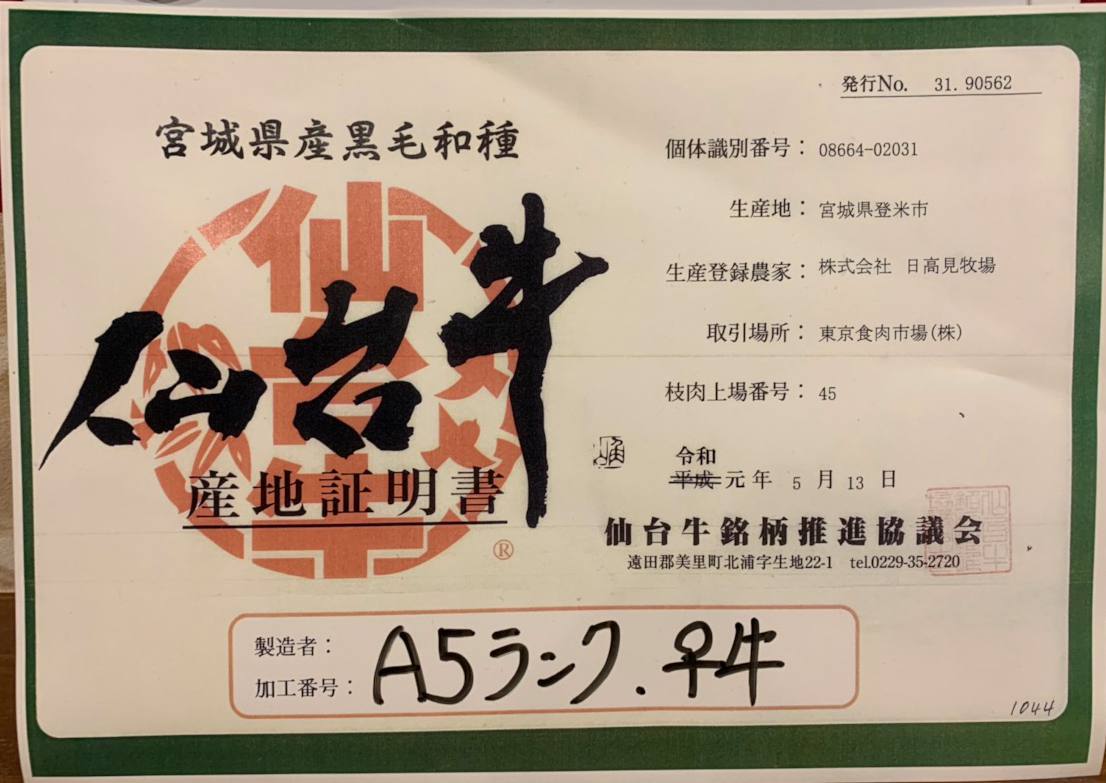 発行No. 31.90562
宮城県産黒毛和種
仙台牛
仙台牛
産地証明書
®
個体識別番号： 08664-02031
生産地： 宮城県登米市
生産登録農家： 株式会社 日高見牧場
取引場所： 東京食肉市場(株)
枝肉上場番号： 45
令和
平成 元年 5 月 13 日
仙台牛銘柄推進協議会
遠田郡美里町北浦字生地22-1 tel.0229-35-2720
製造者：
加工番号：
A5ランク.♀牛
1044